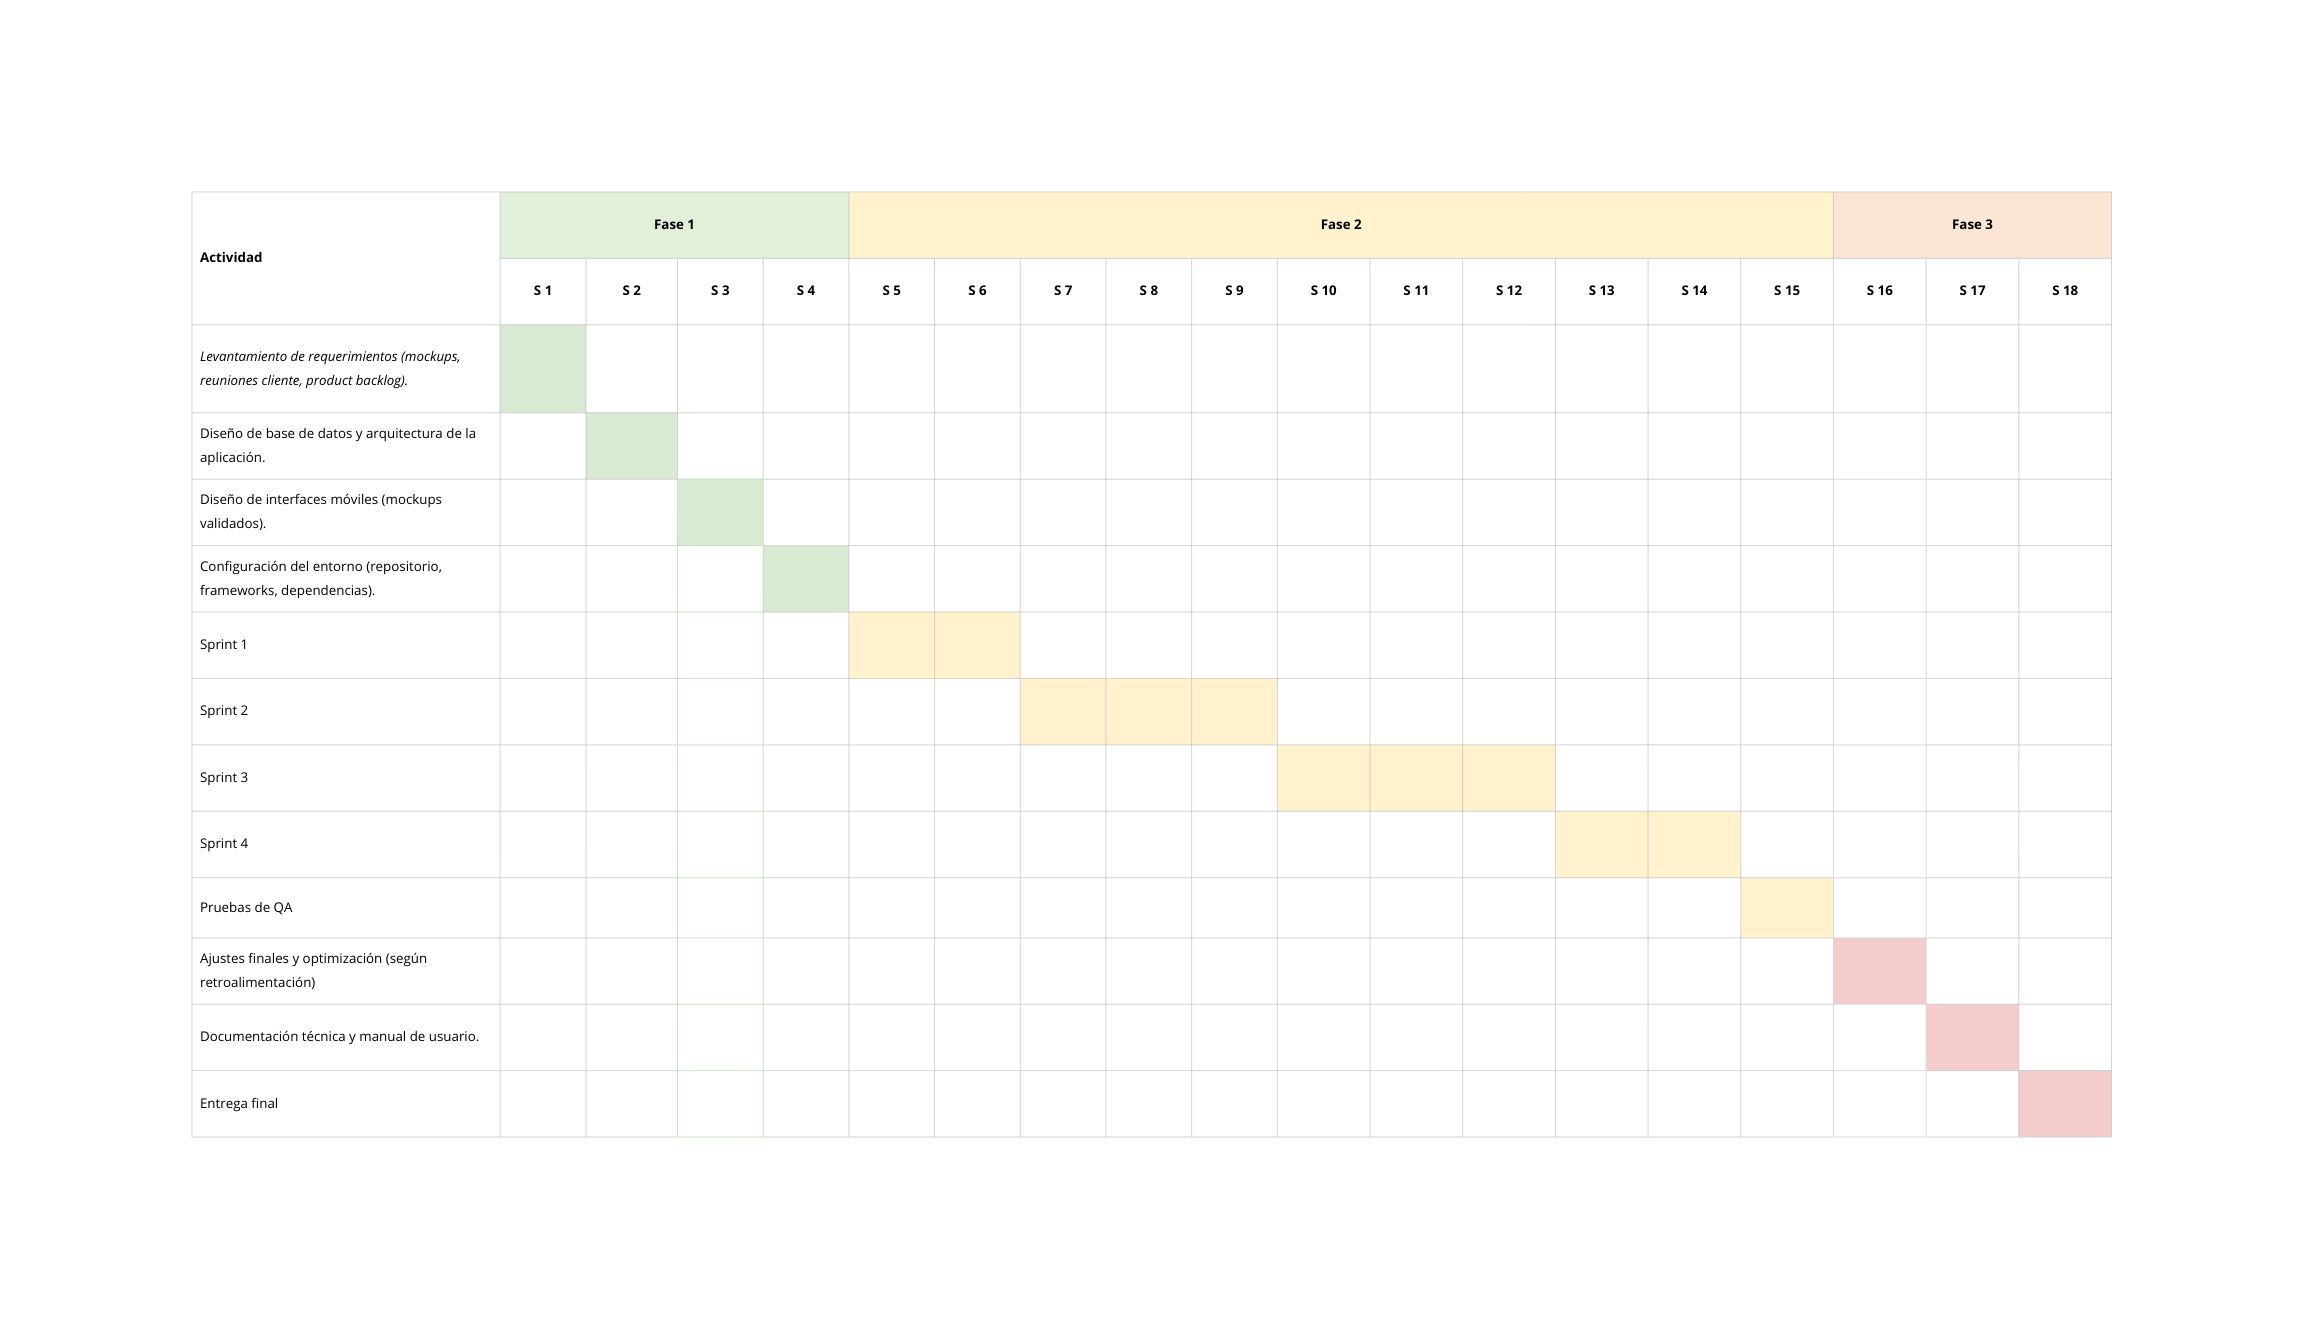 Actividad
Fase 1
Fase 2
Fase 3
S 1
S 2
S 3
S 4
S 5
S 6
S 7
S 8
S 9
S 10
S 11
S 12
S 13
S 14
S 15
S 16
S 17
S 18
Levantamiento de requerimientos (mockups,
reuniones cliente, product backlog).
Diseño de base de datos y arquitectura de la
aplicación.
Diseño de interfaces móviles (mockups
validados).
Configuración del entorno (repositorio,
frameworks, dependencias).
Sprint 1
Sprint 2
Sprint 3
Sprint 4
Pruebas de QA
Ajustes finales y optimización (según
retroalimentación)
Documentación técnica y manual de usuario.
Entrega final